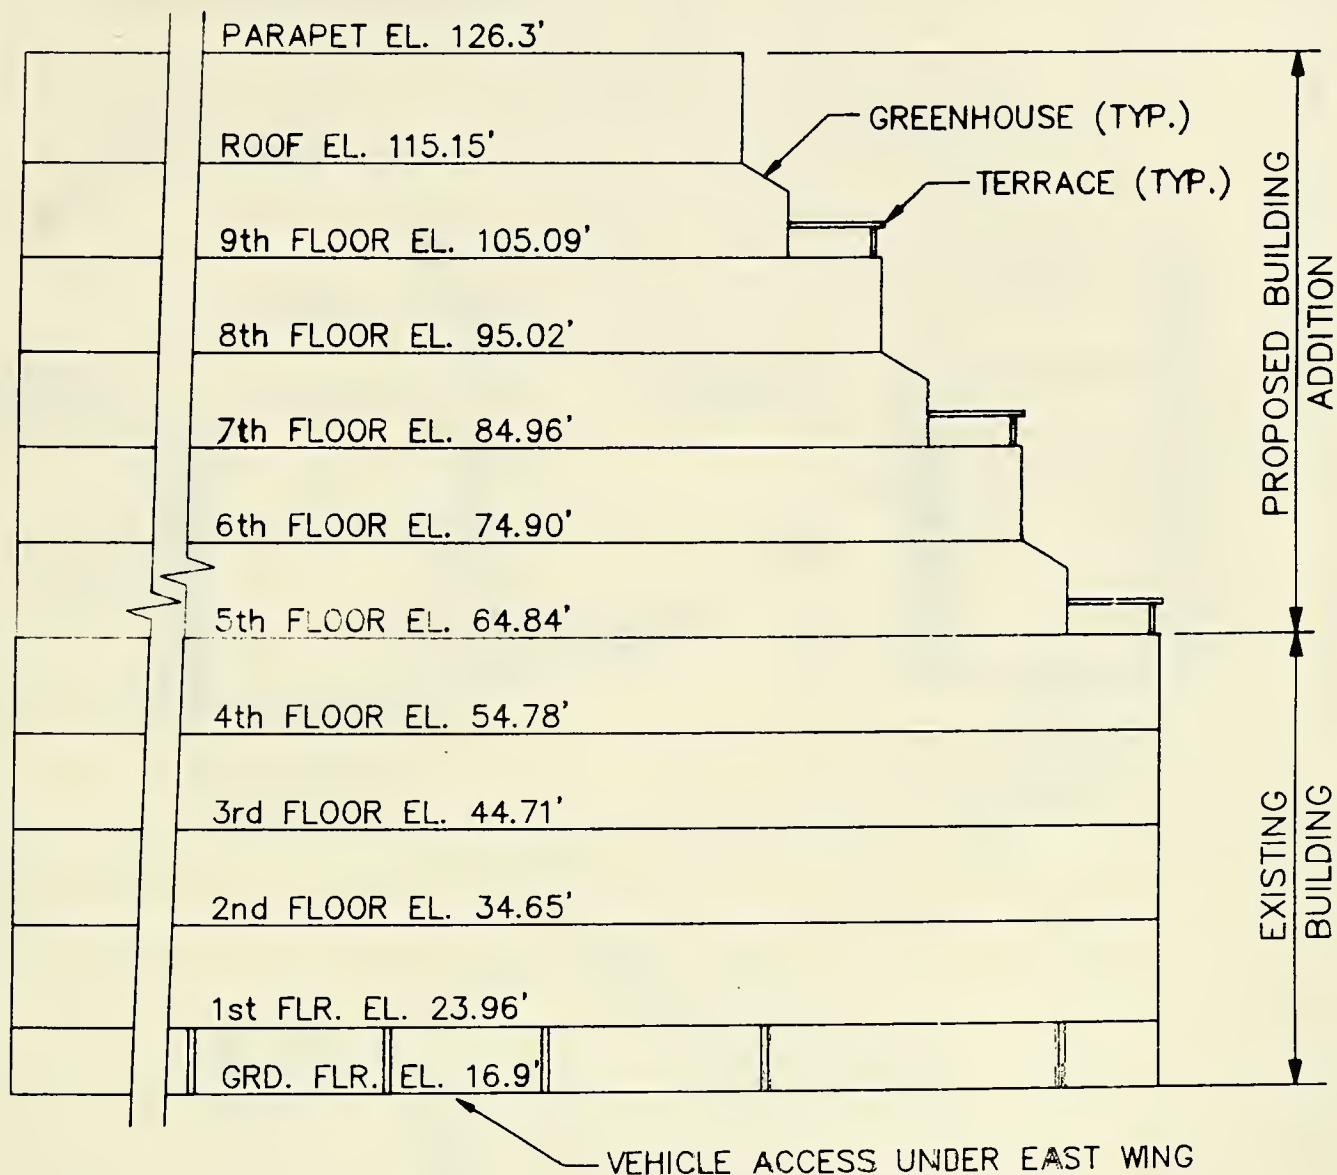 PARAPET EL. 126.3'
GREENHOUSE (TYP.)
ROOF EL. 115.15'
TERRACE (TYP.)
9th FLOOR EL. 105.09'
8th FLOOR EL. 95.02'
7th FLOOR EL. 84.96'
6th FLOOR EL. 74.90'
5th FLOOR EL. 64.84'
PROPOSED BUILDING
ADDITION
4th FLOOR EL. 54.78'
3rd FLOOR EL. 44.71'
2nd FLOOR EL. 34.65'
1st FLR. EL. 23.96'
GRD. FLR. EL. 16.9'
EXISTING
BUILDING
VEHICLE ACCESS UNDER EAST WING